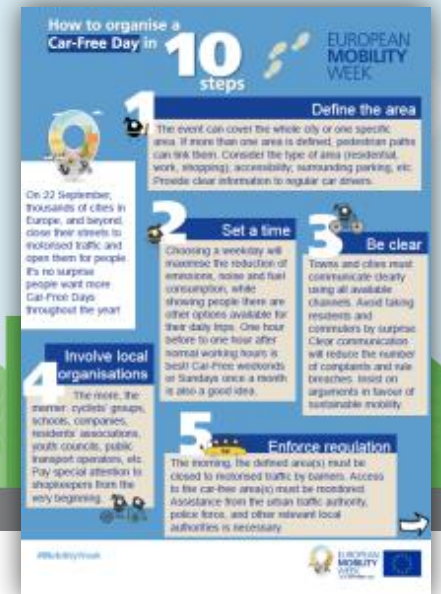 How to organise a
Car-Free Day in
10
steps
EUROPEAN
MOBILITY
WEEK
1
Define the area
The event can cover the whole city or one specific
area. If more than one area is defined, pedestrian paths
can link them. Consider the type of area (residential,
work, shopping), accessibility, surrounding parking, etc.
Provide clear information to regular car drivers.
On 22 September,
thousands of cities in
Europe, and beyond,
close their streets to
motorised traffic and
open them for people.
It's no surprise
people want more
Car-Free Days
throughout the year!
2
Set a time
Choosing a weekday will
maximise the reduction of
emissions, noise and fuel
consumption, while
showing people there are
other options available for
their daily trips. One hour
before to one hour after
normal working hours is
best! Car-Free weekends
or Sundays once a month
is also a good idea.
3
Be clear
Towns and cities must
communicate clearly
using all available
channels. Avoid taking
residents and
commuters by surprise.
Clear communication
will reduce the number
of complaints and rule
breaches. Insist on
arguments in favour of
sustainable mobility.
4
Involve local
organisations
The more, the
merrier: cyclists' groups,
schools, companies,
residents' associations,
youth councils, public
transport operators, etc.
Pay special attention to
shopkeepers from the
very beginning.
5
Enforce regulation
The morning, the defined area(s) must be
closed to motorised traffic by barriers. Access
to the car-free area(s) must be monitored.
Assistance from the urban traffic authority,
police force, and other relevant local
authorities is necessary.
#MobilityWeek
EUROPEAN
MOBILITY
WEEK